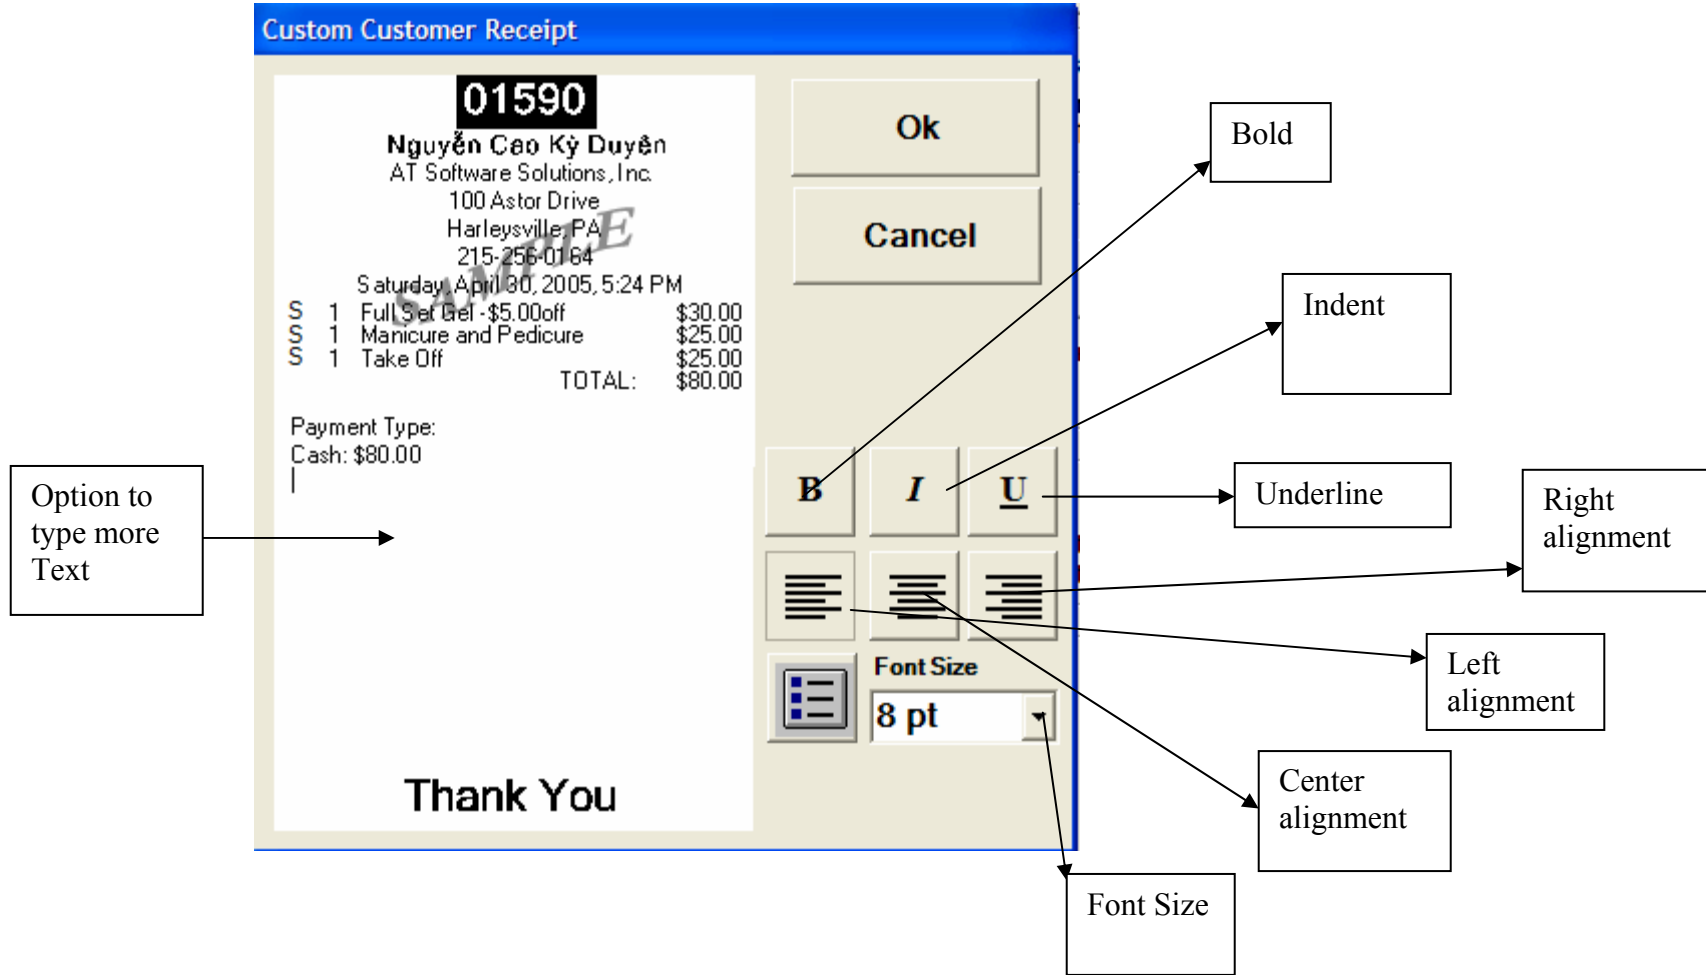 Custom Customer Receipt
01590
Nguyễn Cao Kỳ Duyên
AT Software Solutions, Inc.
100 Astor Drive
Harleysville, PA
215-256-0164
Saturday, April 30, 2005, 5:24 PM
SAMPLE
S 1 Full Set Gel -$5.00off $30.00
S 1 Manicure and Pedicure $25.00
S 1 Take Off $25.00
TOTAL: $80.00
Payment Type:
Cash: $80.00
Thank You
Ok
Cancel
B I U
Font Size
8 pt
Option to
type more
Text
Bold
Indent
Underline
Right
alignment
Left
alignment
Center
alignment
Font Size